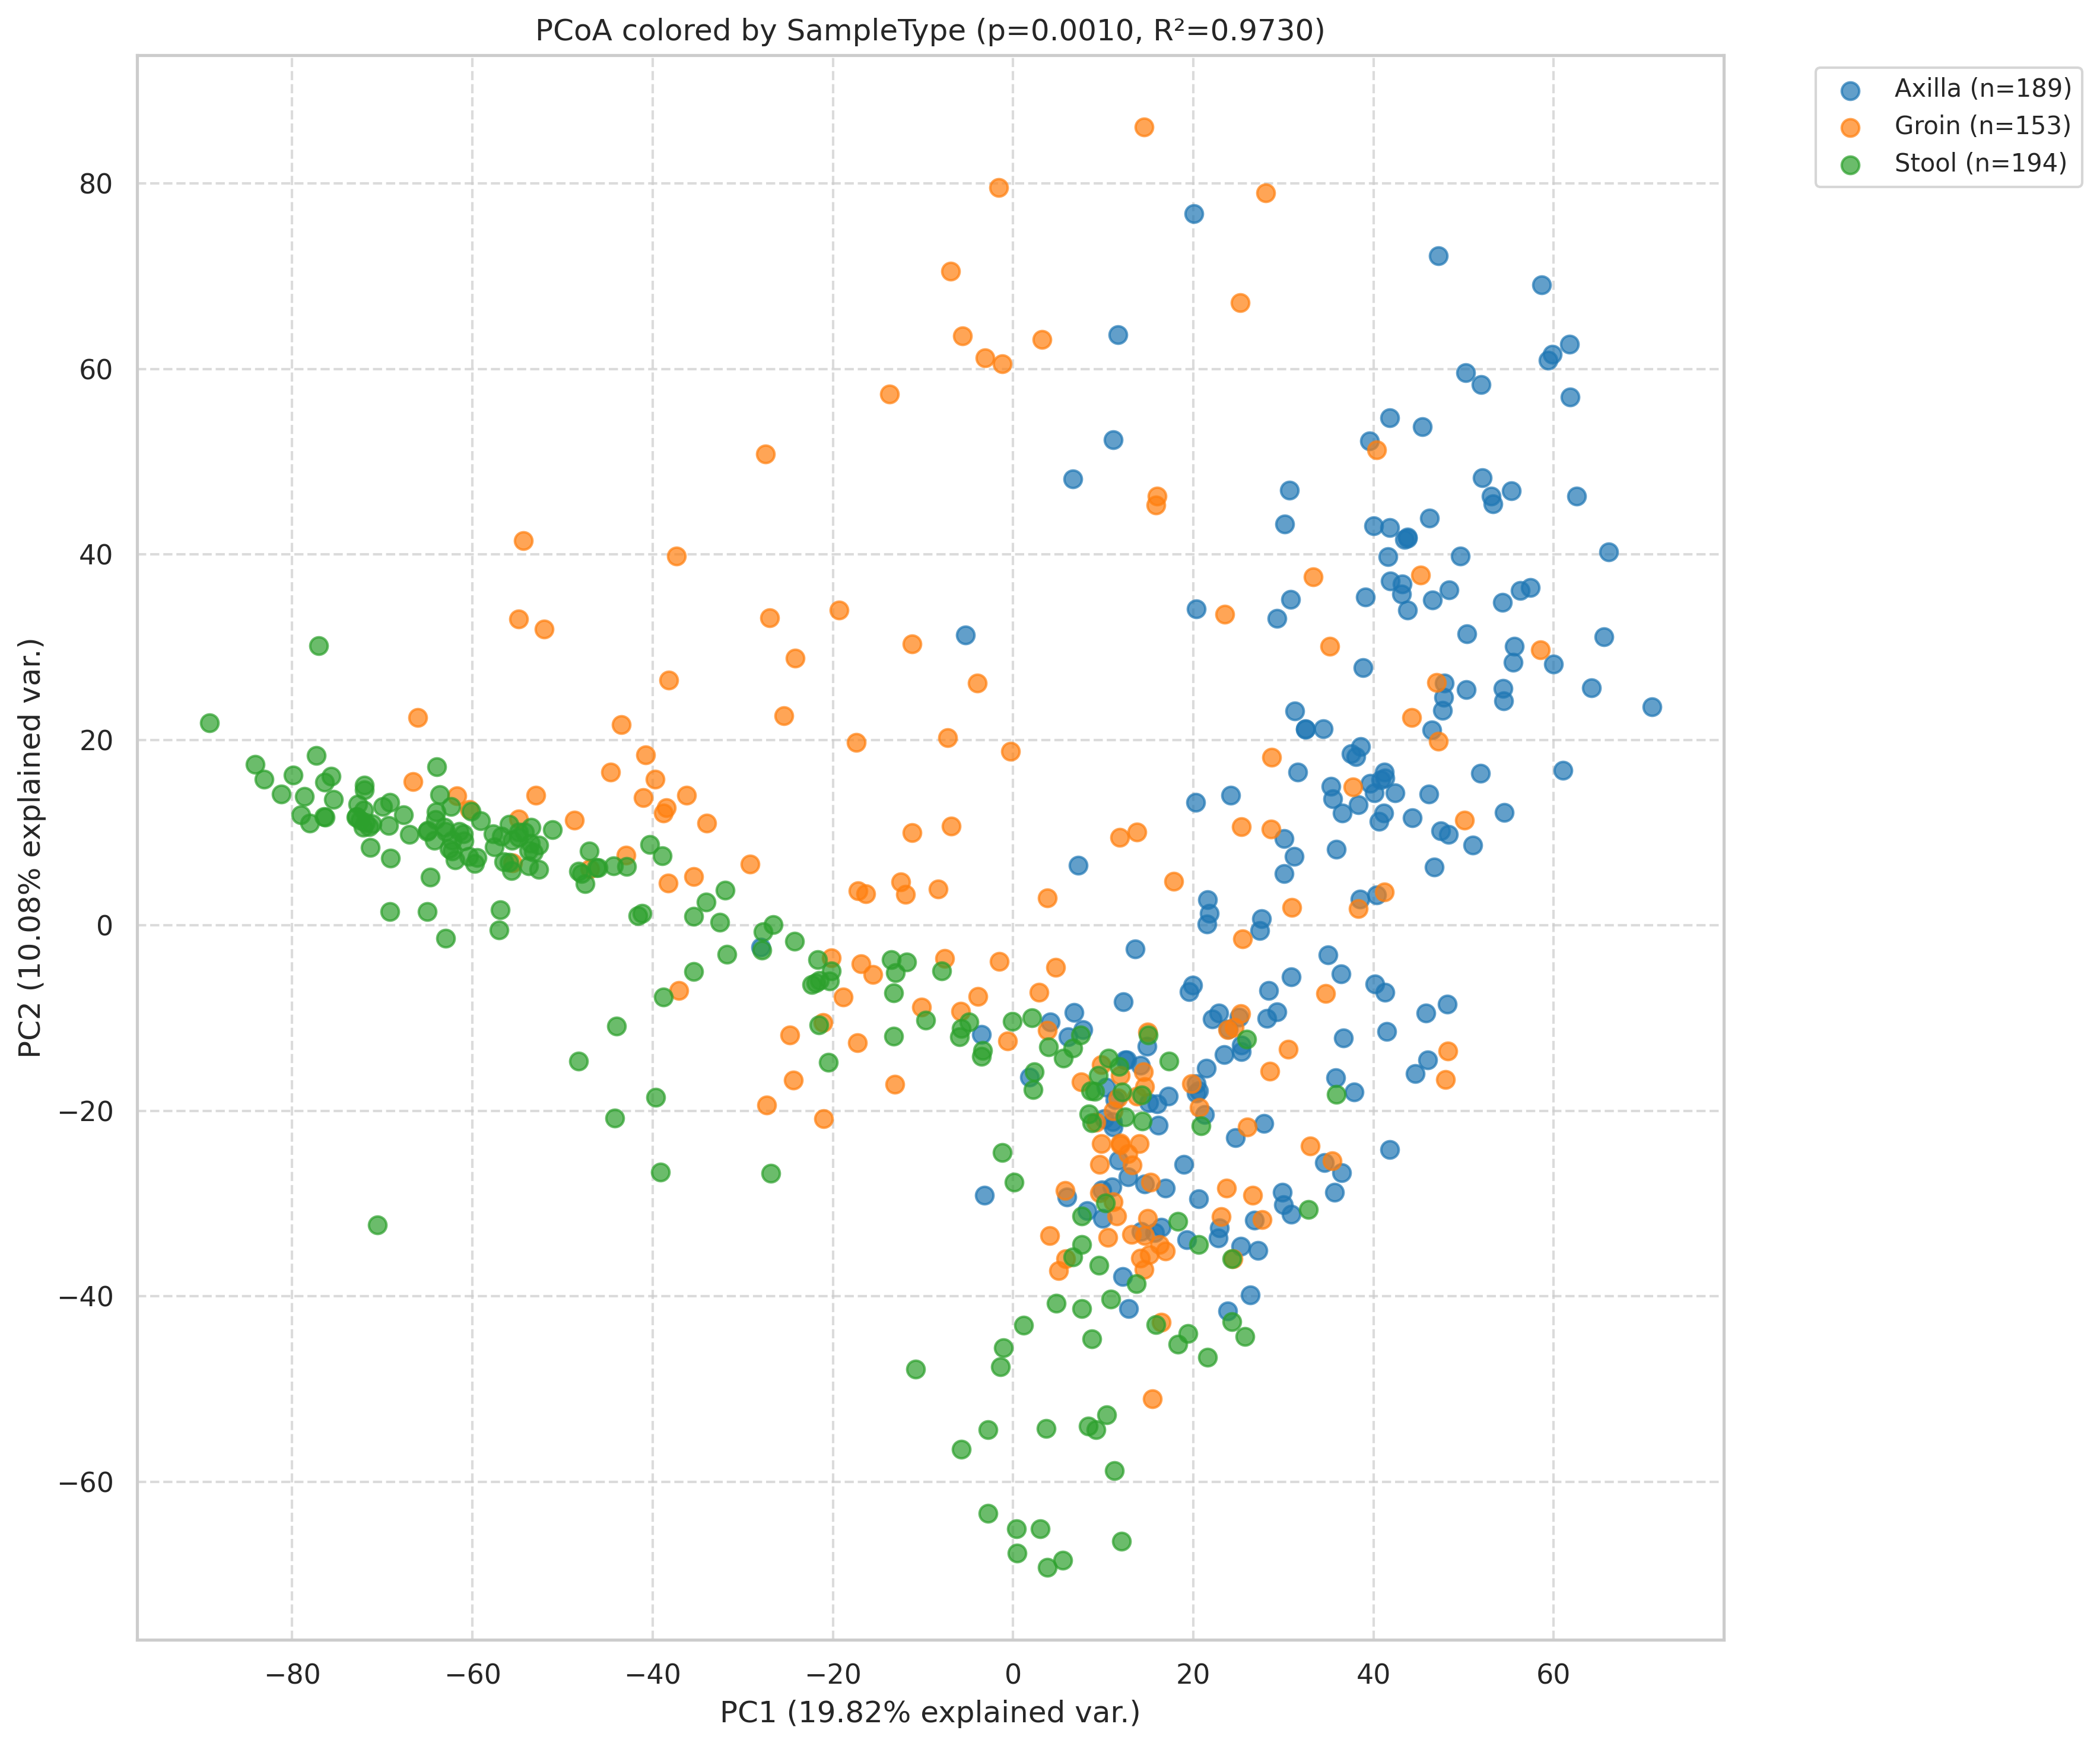 PCoA colored by SampleType (p=0.0010, R²=0.9730)
Axilla (n=189)
Groin (n=153)
Stool (n=194)
PC2 (10.08% explained var.)
80
60
40
20
0
−20
−40
−60
−80
−60
−40
−20
0
20
40
60
PC1 (19.82% explained var.)